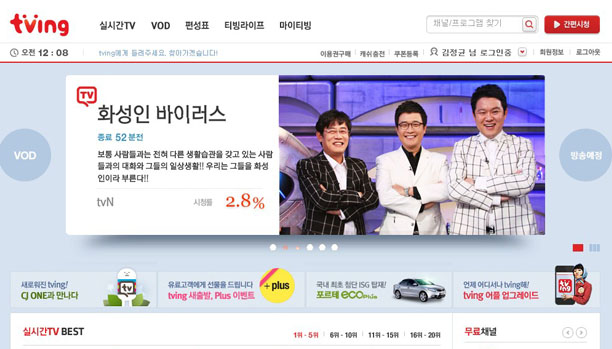 tving
실시간TV VOD 편성표 티빙라이프 마이티빙
채널/프로그램 찾기
간편시청
오전 12 : 08
tving에게 들려주세요. 찾아가겠습니다!
이용권구매 캐쉬충전 쿠폰등록 김정균 님 로그인중 회원정보 로그아웃
TV
화성인 바이러스
종료 52분전
보통 사람들과는 전혀 다른 생활습관을 갖고 있는 사람
들과의 대화와 그들의 일상생활!! 우리는 그들을 화성
인이라 부른다!!
tvN 시청률 2.8%
VOD
방송예정
새로워진 tving!
CJ ONE과 만나다
tv
유료고객에게 선물을 드립니다
tving 새출발, Plus 이벤트
+plus
국내 최초 첨단 ISG 탑재!
포르테 eco Plus
언제 어디서나 tving해!
tving 어플 업그레이드
tving
실시간TV BEST
1위 - 5위 6위 - 10위 11위 - 15위 16위 - 20위
무료채널